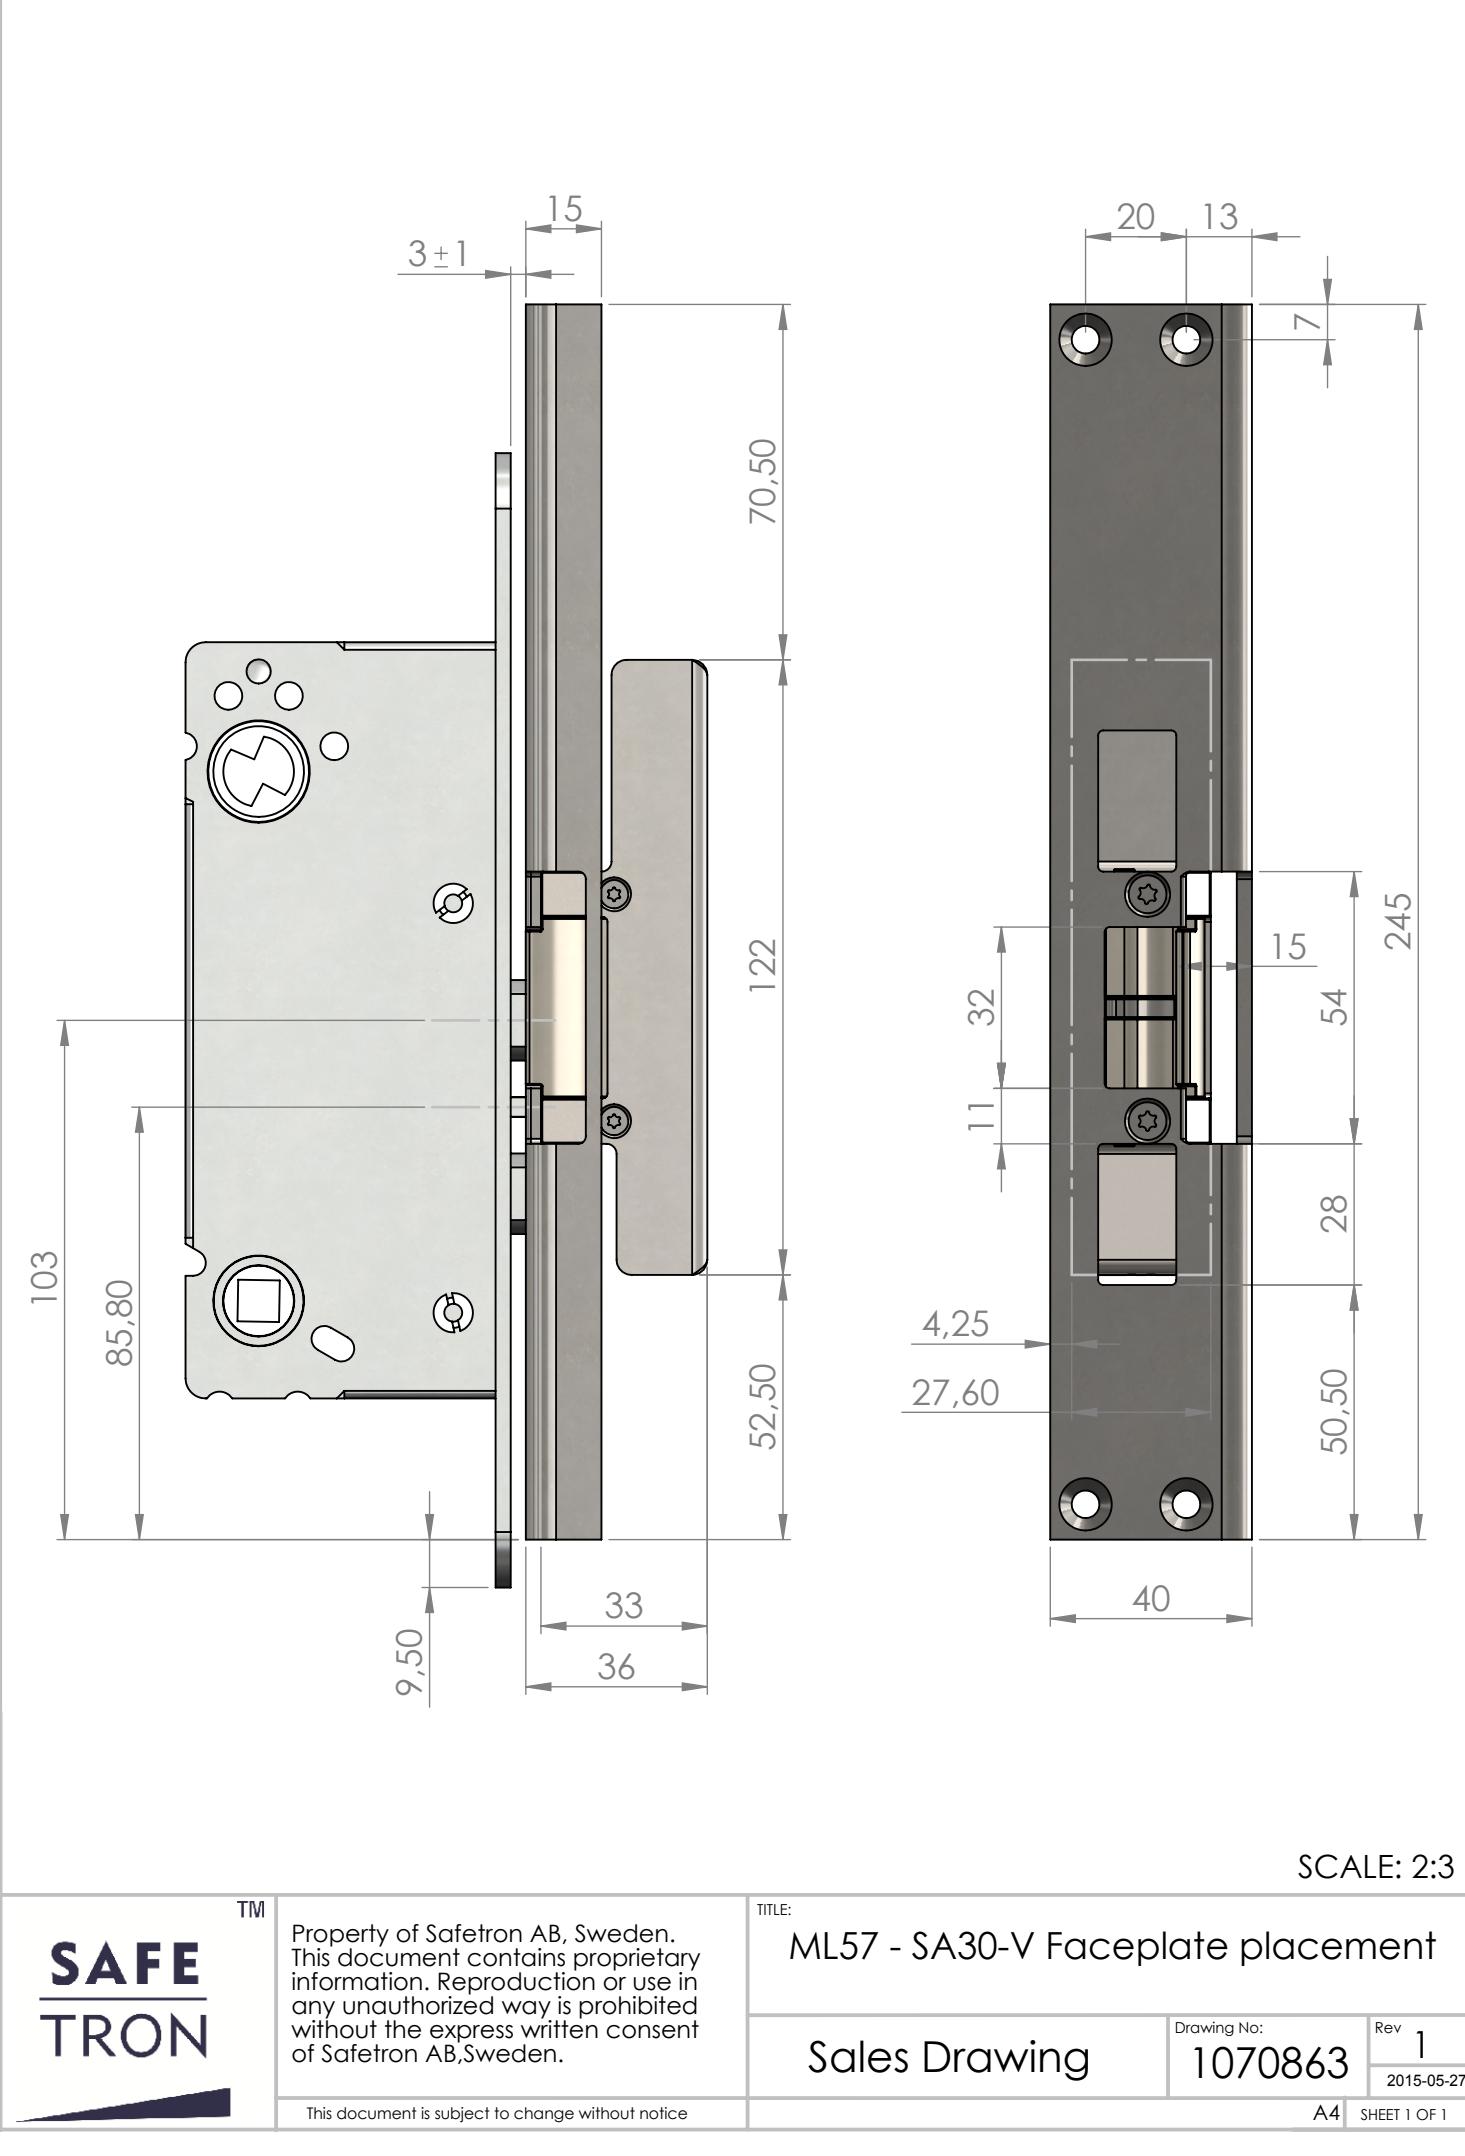 15
3±1
20
13
7
70,50
245
122
15
32
54
11
28
103
85,80
4,25
27,60
52,50
50,50
40
33
36
9,50
SCALE: 2:3
TM
SAFE
TRON
Property of Safetron AB, Sweden.
This document contains proprietary
information. Reproduction or use in
any unauthorized way is prohibited
without the express written consent
of Safetron AB,Sweden.
This document is subject to change without notice
TITLE:
ML57 - SA30-V Faceplate placement
Sales Drawing
Drawing No:
1070863
Rev
1
2015-05-27
A4
SHEET 1 OF 1